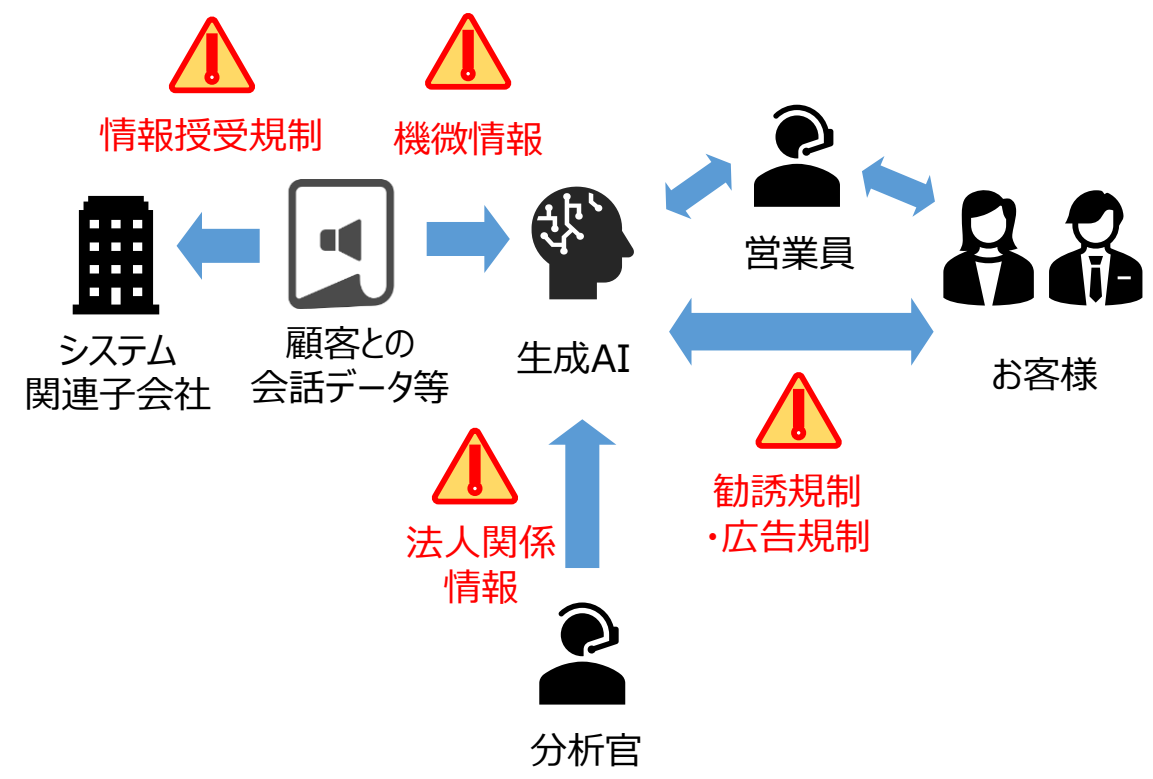 情報授受規制
機微情報
営業員
システム
関連子会社
顧客との
会話データ等
生成AI
お客様
法人関係
情報
勧誘規制
・広告規制
分析官